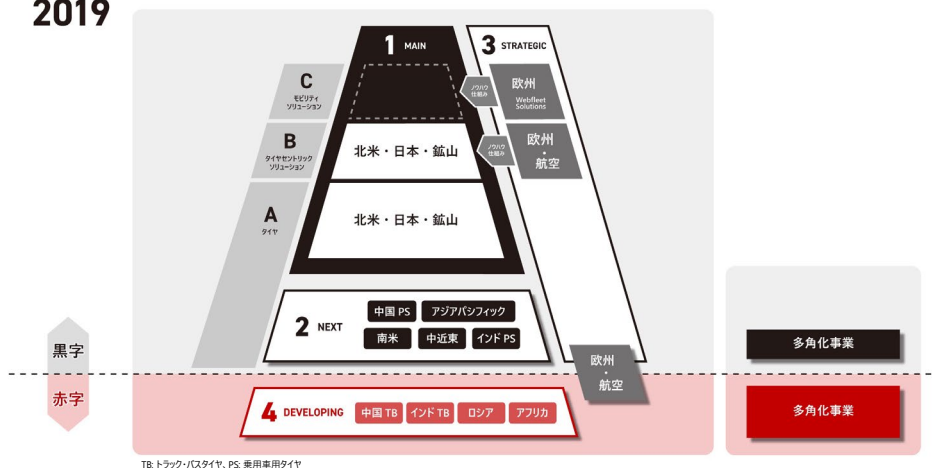 2019
1 MAIN
3 STRATEGIC
C
モビリティ
ソリューション
ノウハウ
仕組み
欧州
Webfleet
Solutions
B
タイヤセントリック
ソリューション
北米・日本・鉱山
ノウハウ
仕組み
欧州
・
航空
A
タイヤ
北米・日本・鉱山
2 NEXT
中国 PS
アジアパシフィック
南米
中近東
インド PS
黒字
欧州
・
航空
多角化事業
赤字
4 DEVELOPING
中国 TB
インド TB
ロシア
アフリカ
多角化事業
TB: トラック・バスタイヤ、PS: 乗用車用タイヤ